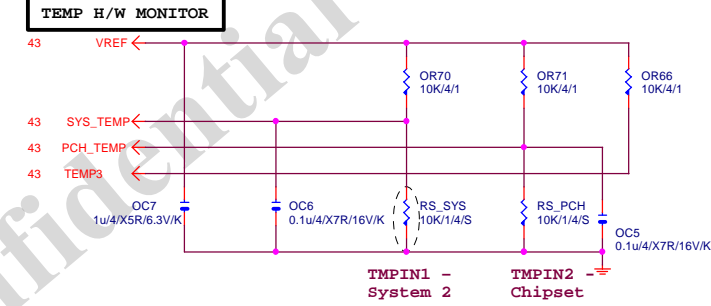 TEMP H/W MONITOR
43 VREF
OR70
10K/4/1
OR71
10K/4/1
OR66
10K/4/1
43 SYS_TEMP
43 PCH_TEMP
43 TEMP3
OC7
1u/4/X5R/6.3V/K
OC6
0.1u/4/X7R/16V/K
RS_SYS
10K/1/4/S
RS_PCH
10K/1/4/S
OC5
0.1u/4/X7R/16V/K
TMPIN1 -
System 2
TMPIN2 -
Chipset
fidential